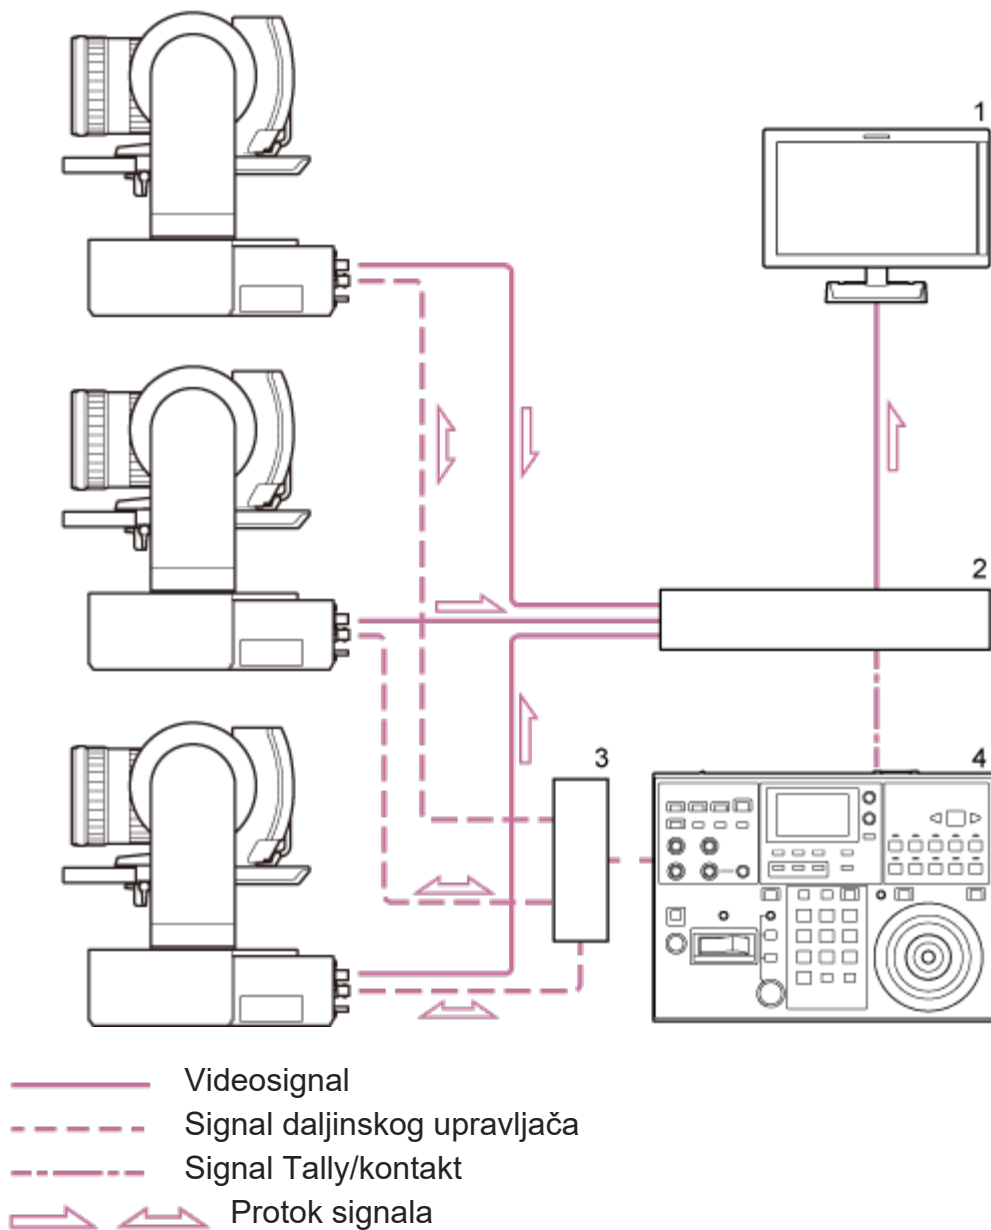 1
2
3
4
Videosignal
Signal daljinskog upravljača
Signal Tally/kontakt
Protok signala